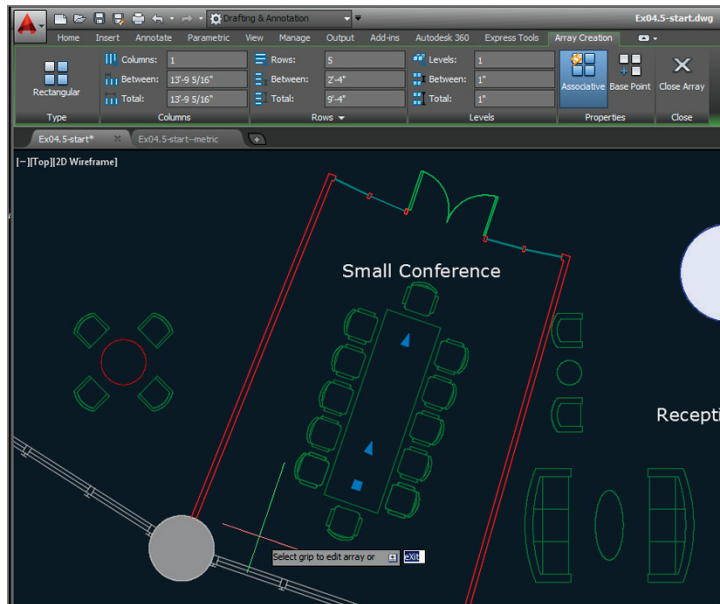 Drafting & Annotation
Ex04.5-start.dwg
Home Insert Annotate Parametric View Manage Output Add-ins Autodesk 360 Express Tools Array Creation
Columns: 1 Rows: 5 Levels: 1
Between: 13'-9 5/16" Between: 2'-4" Between: 1"
Total: 13'-9 5/16" Total: 9'-4" Total: 1"
Rectangular Associative Base Point Close Array
Type Columns Rows Levels Properties Close
Ex04.5-start* Ex04.5-start--metric
[−][Top][2D Wireframe]
Small Conference
Recepti
Select grip to edit array or eXit